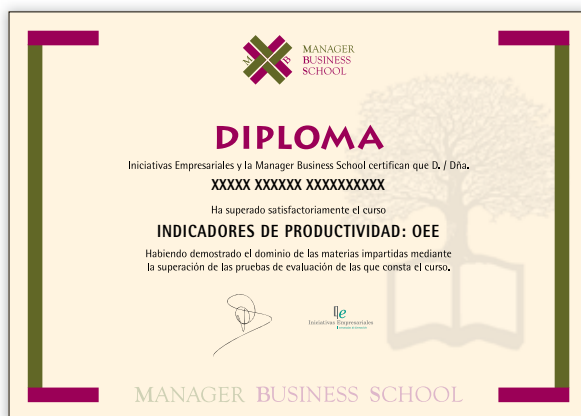 MANAGER
BUSINESS
SCHOOL
M
B
DIPLOMA
Iniciativas Empresariales y la Manager Business School certifican que D. / Dña.
XXXXX XXXXXX XXXXXXXXXX
Ha superado satisfactoriamente el curso
INDICADORES DE PRODUCTIVIDAD: OEE
Habiendo demostrado el dominio de las materias impartidas mediante
la superación de las pruebas de evaluación de las que consta el curso.
Ie
Iniciativas Empresariales
MANAGER BUSINESS SCHOOL